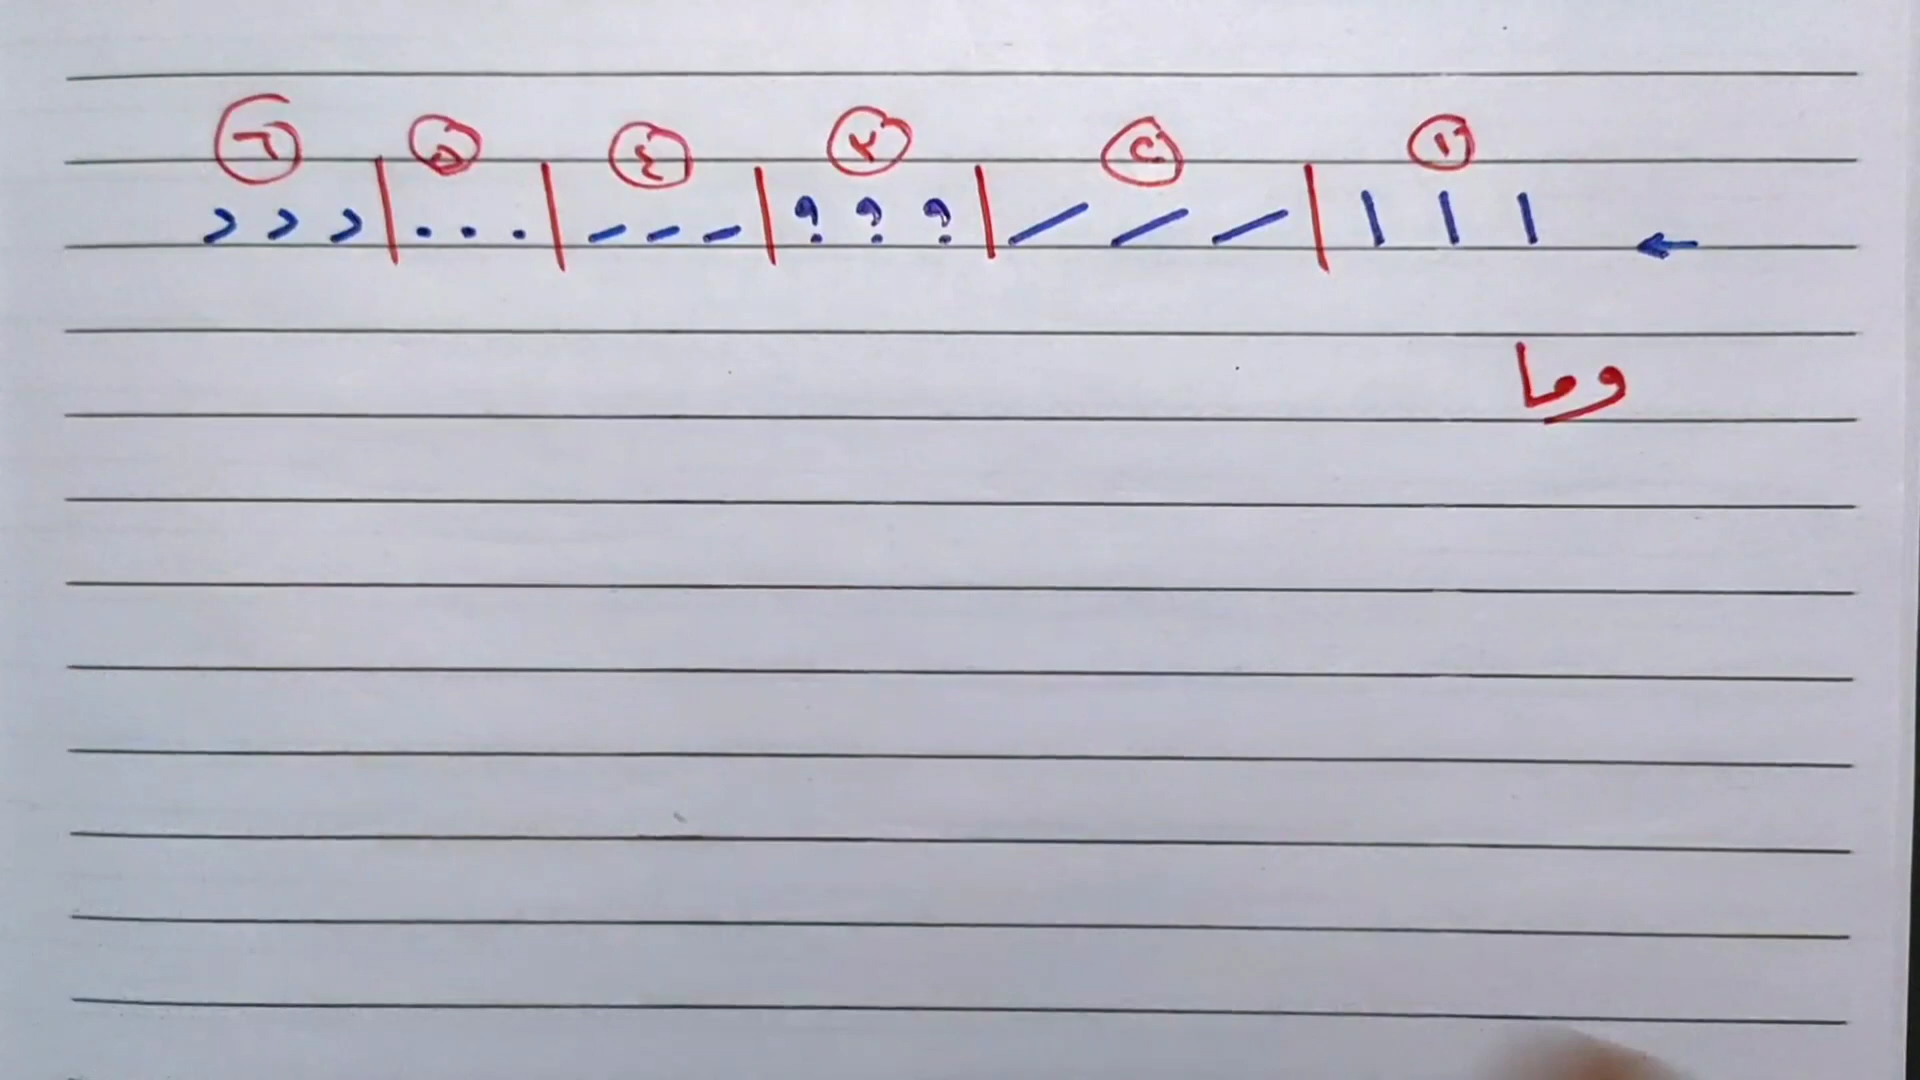 ١ ٢ ٣ ٤ ٥ ٦
← ا ا ا | / / / | ؟ ؟ ؟ | - - - | . . . | د د د
وما